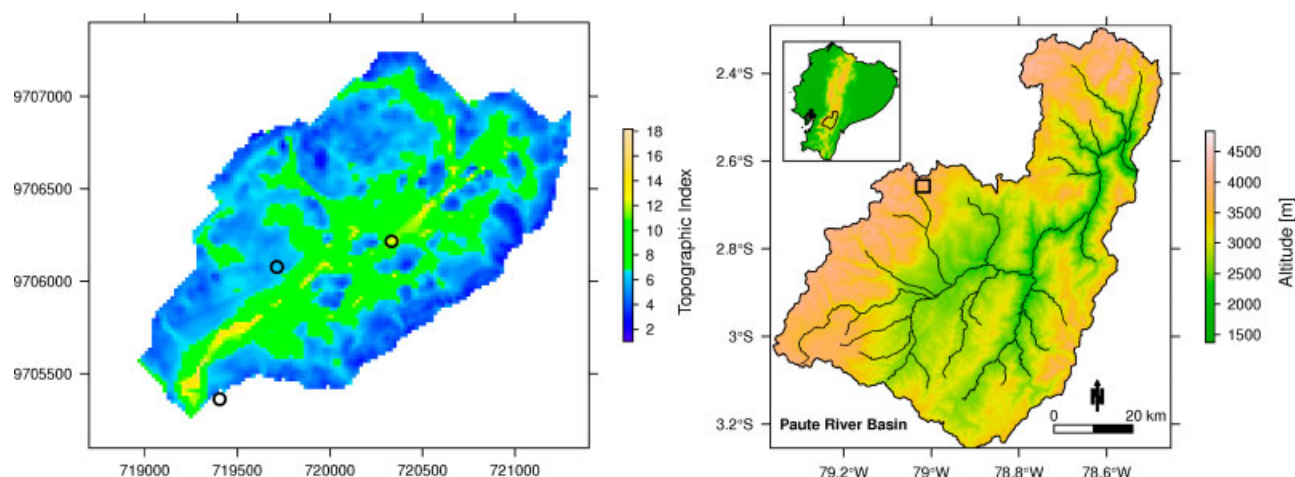 9707000
9706500
9706000
9705500
719000 719500 720000 720500 721000
18
16
14
12
10
8
6
4
2
Topographic Index
2.4°S
2.6°S
2.8°S
3°S
3.2°S
79.2°W 79°W 78.8°W 78.6°W
Paute River Basin
N
0 20 km
4500
4000
3500
3000
2500
2000
1500
Altitude [m]